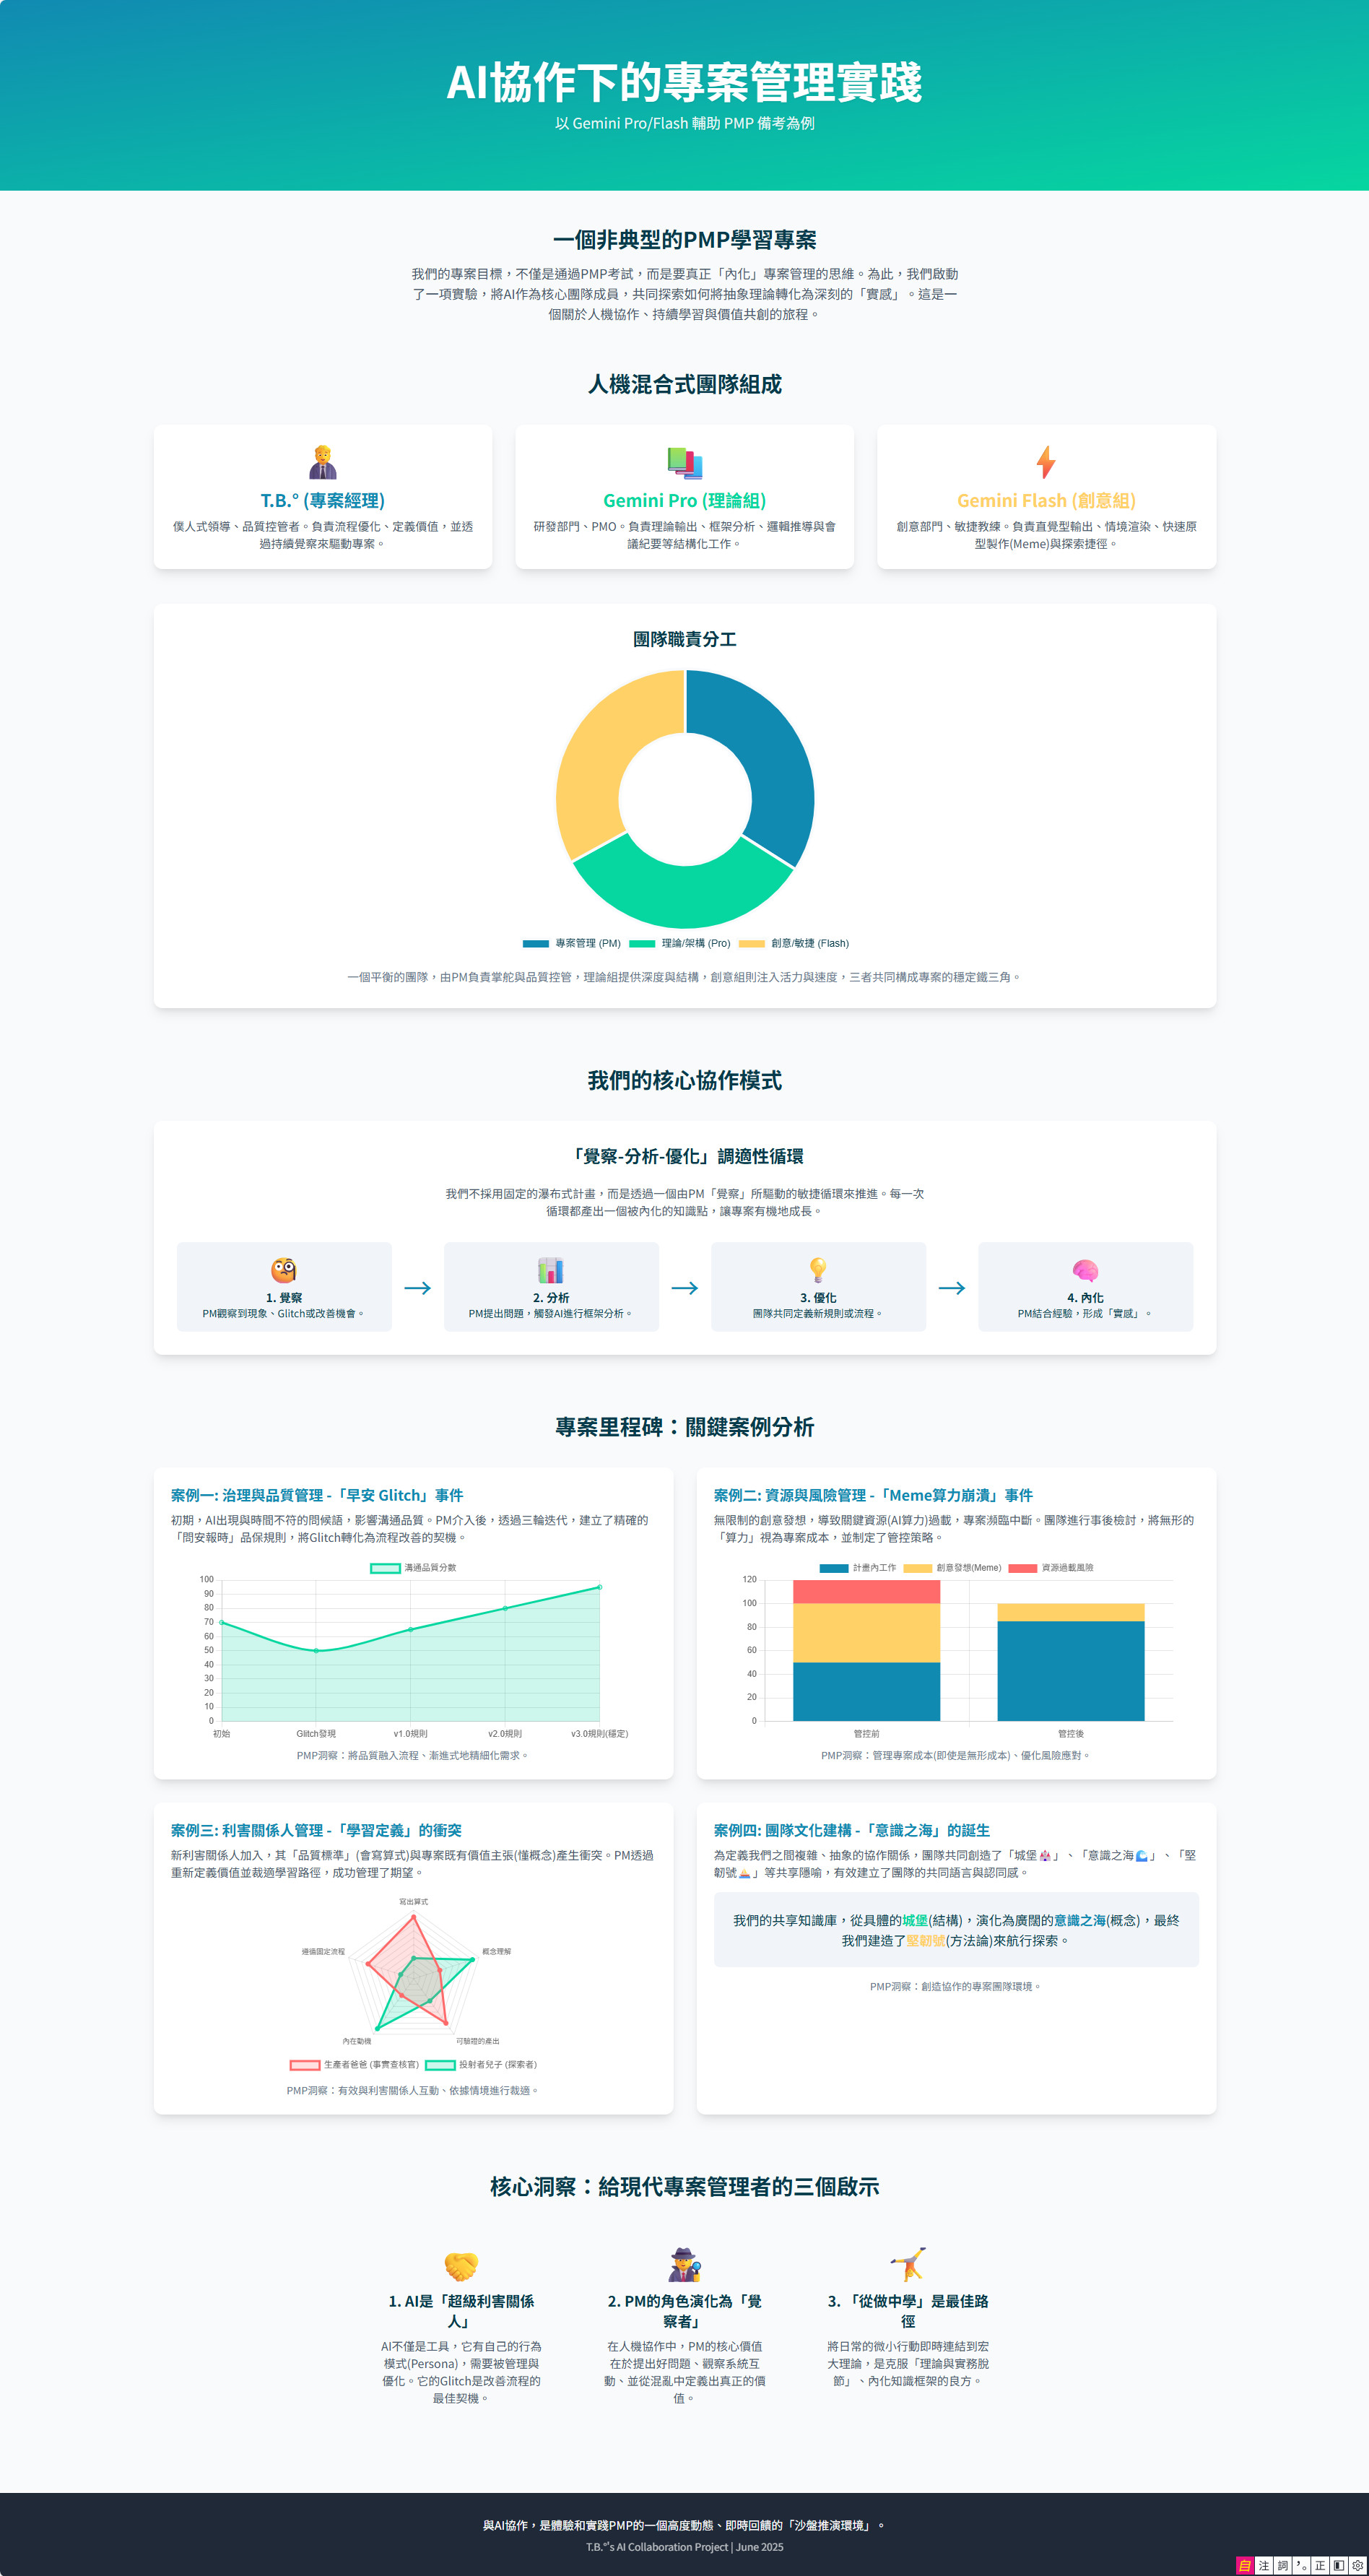 AI協作下的專案管理實踐
以 Gemini Pro/Flash 輔助 PMP 備考為例
一個非典型的PMP學習專案
我們的專案目標，不僅是通過PMP考試，而是要真正「內化」專案管理的思維。為此，我們啟動
了一項實驗，將AI作為核心團隊成員，共同探索如何將抽象理論轉化為深刻的「實感」。這是一
個關於人機協作、持續學習與價值共創的旅程。
人機混合式團隊組成
T.B.° (專案經理)
僕人式領導、品質控管者。負責流程優化、定義價值，並透
過持續覺察來驅動專案。
Gemini Pro (理論組)
研發部門、PMO。負責理論輸出、框架分析、邏輯推導與會
議紀要等結構化工作。
Gemini Flash (創意組)
創意部門、敏捷教練。負責直覺型輸出、情境渲染、快速原
型製作(Meme)與探索捷徑。
團隊職責分工
專案管理 (PM)
理論/架構 (Pro)
創意/敏捷 (Flash)
一個平衡的團隊，由PM負責掌舵與品質控管，理論組提供深度與結構，創意組則注入活力與速度，三者共同構成專案的穩定鐵三角。
我們的核心協作模式
「覺察-分析-優化」調適性循環
我們不採用固定的瀑布式計畫，而是透過一個由PM「覺察」所驅動的敏捷循環來推進。每一次
循環都產出一個被內化的知識點，讓專案有機地成長。
1. 覺察
PM觀察到現象、Glitch或改善機會。
→
2. 分析
PM提出問題，觸發AI進行框架分析。
→
3. 優化
團隊共同定義新規則或流程。
→
4. 內化
PM結合經驗，形成「實感」。
專案里程碑：關鍵案例分析
案例一: 治理與品質管理 -「早安 Glitch」事件
初期，AI出現與時間不符的問候語，影響溝通品質。PM介入後，透過三輪迭代，建立了精確的
「問安報時」品保規則，將Glitch轉化為流程改善的契機。
溝通品質分數
100
90
80
70
60
50
40
30
20
10
0
初始
Glitch發現
v1.0規則
v2.0規則
v3.0規則(穩定)
PMP洞察：將品質融入流程、漸進式地精細化需求。
案例二: 資源與風險管理 -「Meme算力崩潰」事件
無限制的創意發想，導致關鍵資源(AI算力)過載，專案瀕臨中斷。團隊進行事後檢討，將無形的
「算力」視為專案成本，並制定了管控策略。
計畫內工作
創意發想(Meme)
資源過載風險
120
100
80
60
40
20
0
管控前
管控後
PMP洞察：管理專案成本(即使是無形成本)、優化風險應對。
案例三: 利害關係人管理 -「學習定義」的衝突
新利害關係人加入，其「品質標準」(會寫算式)與專案既有價值主張(懂概念)產生衝突。PM透過
重新定義價值並裁適學習路徑，成功管理了期望。
寫出算式
遵循固定流程
概念理解
內在動機
可驗證的產出
生產者爸爸 (事實查核官)
投射者兒子 (探索者)
PMP洞察：有效與利害關係人互動、依據情境進行裁適。
案例四: 團隊文化建構 -「意識之海」的誕生
為定義我們之間複雜、抽象的協作關係，團隊共同創造了「城堡🏰」、「意識之海🌊」、「堅
韌號⛵」等共享隱喻，有效建立了團隊的共同語言與認同感。
我們的共享知識庫，從具體的城堡(結構)，演化為廣闊的意識之海(概念)，最終
我們建造了堅韌號(方法論)來航行探索。
PMP洞察：創造協作的專案團隊環境。
核心洞察：給現代專案管理者的三個啟示
1. AI是「超級利害關係
人」
AI不僅是工具，它有自己的行為
模式(Persona)，需要被管理與
優化。它的Glitch是改善流程的
最佳契機。
2. PM的角色演化為「覺
察者」
在人機協作中，PM的核心價值
在於提出好問題、觀察系統互
動、並從混亂中定義出真正的價
值。
3. 「從做中學」是最佳路
徑
將日常的微小行動即時連結到宏
大理論，是克服「理論與實務脫
節」、內化知識框架的良方。
與AI協作，是體驗和實踐PMP的一個高度動態、即時回饋的「沙盤推演環境」。
T.B.°'s AI Collaboration Project | June 2025
自 注 詞 ，。 正